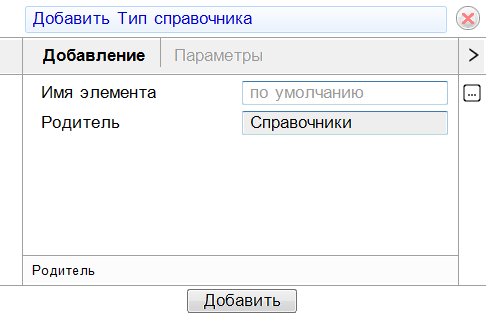 Добавить Тип справочника
Добавление Параметры
Имя элемента по умолчанию ...
Родитель Справочники
Родитель
Добавить